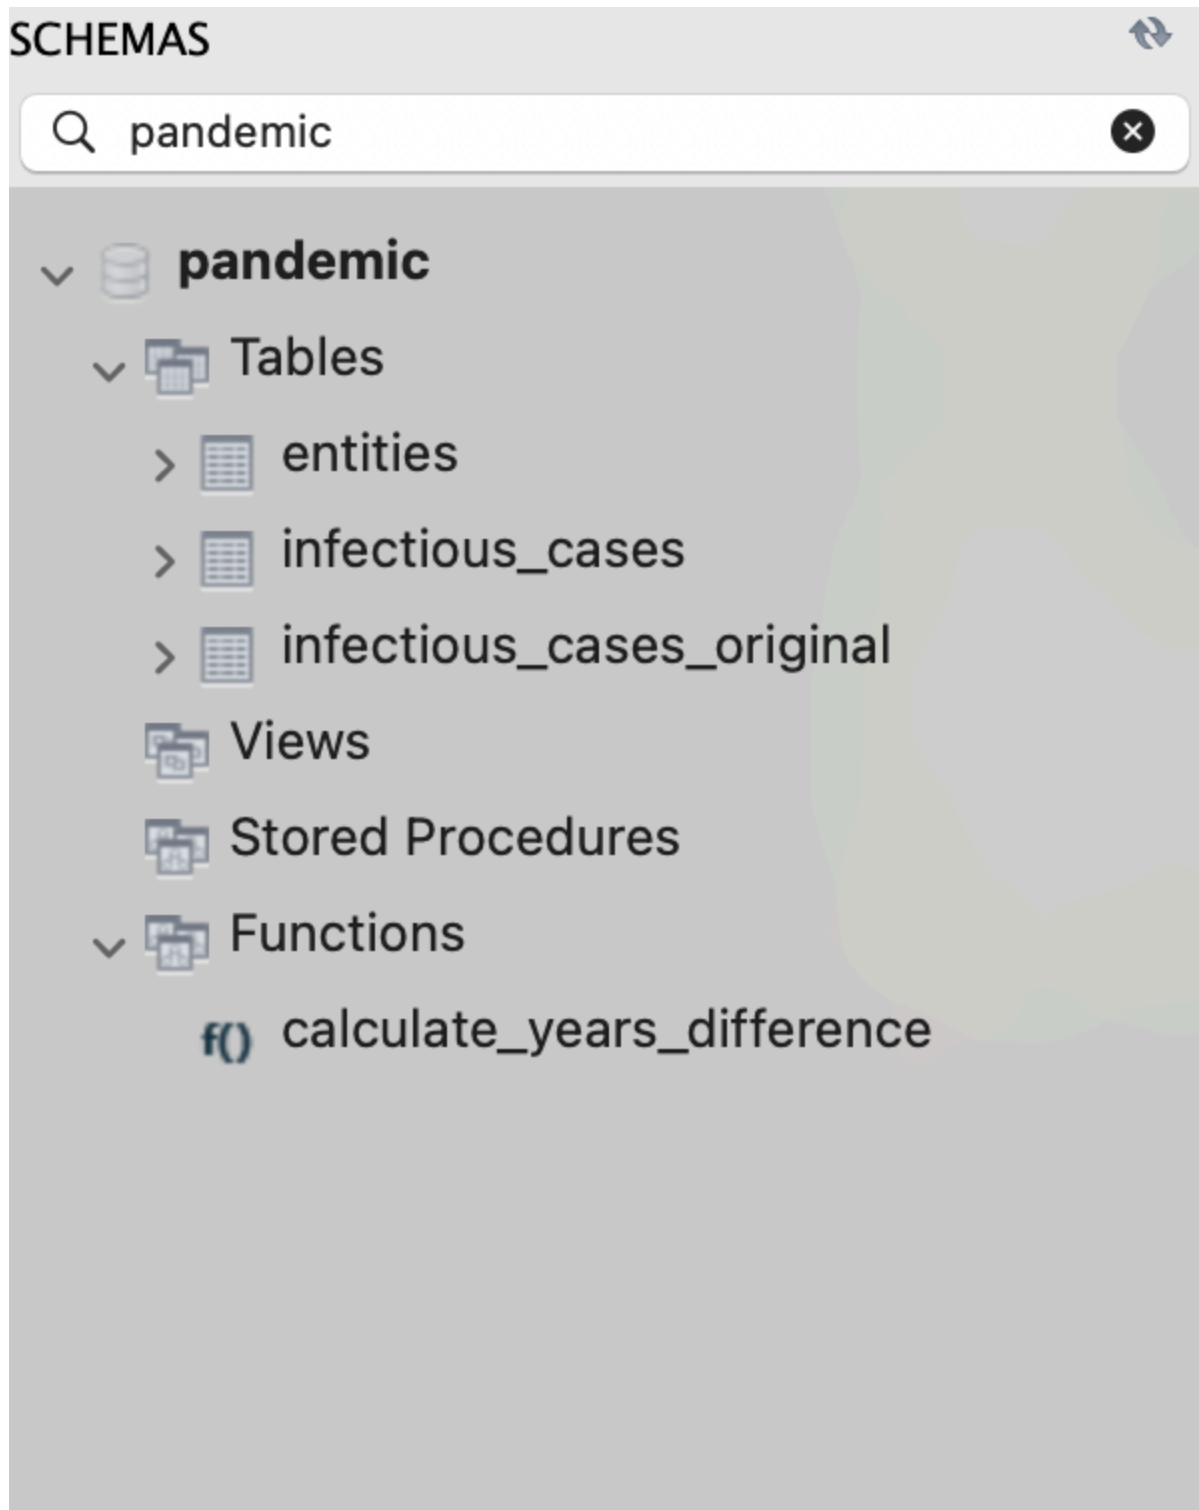 SCHEMAS
pandemic
pandemic
Tables
entities
infectious_cases
infectious_cases_original
Views
Stored Procedures
Functions
f() calculate_years_difference